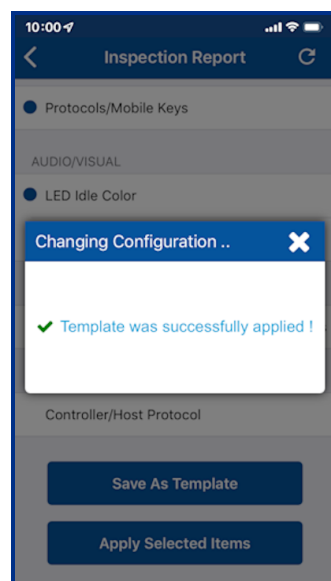 10:00
Inspection Report
Protocols/Mobile Keys
AUDIO/VISUAL
LED Idle Color
Changing Configuration ..
Template was successfully applied !
Controller/Host Protocol
Save As Template
Apply Selected Items